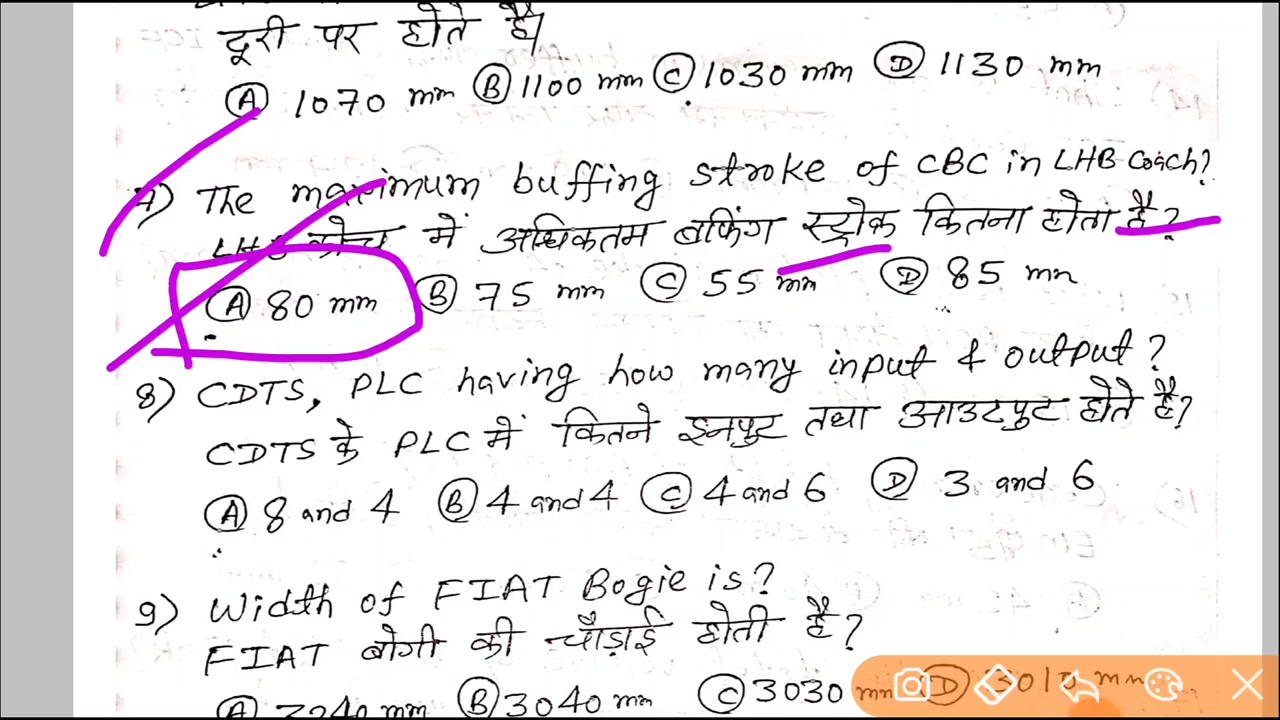 दूरी पर होते हैं।
(A) 1070 mm (B) 1100 mm (C) 1030 mm (D) 1130 mm
7) The maximum buffing stroke of CBC in LHB Coach?
LHB कोच में अधिकतम बफिंग स्ट्रोक कितना होता है?
(A) 80 mm (B) 75 mm (C) 55 mm (D) 85 mm
8) CDTS, PLC having how many input & output?
CDTS के PLC में कितने इनपुट तथा आउटपुट होते है?
(A) 8 and 4 (B) 4 and 4 (C) 4 and 6 (D) 3 and 6
9) Width of FIAT Bogie is?
FIAT बोगी की चौड़ाई होती है?
(A) mm (B) 3040 mm (C) 3030 mm (D) 3010 mm